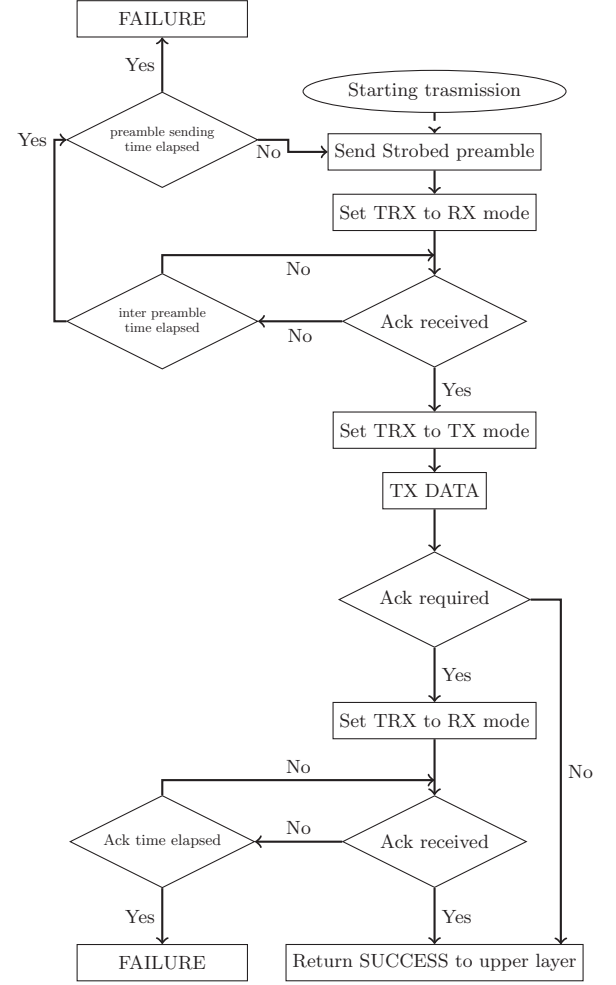 FAILURE
Yes
Starting trasmission
preamble sending
time elapsed
Yes
No
Send Strobed preamble
Set TRX to RX mode
No
inter preamble
time elapsed
Ack received
No
Yes
Set TRX to TX mode
TX DATA
Ack required
Yes
Set TRX to RX mode
No
No
Ack time elapsed
No
Ack received
Yes
Yes
FAILURE
Return SUCCESS to upper layer